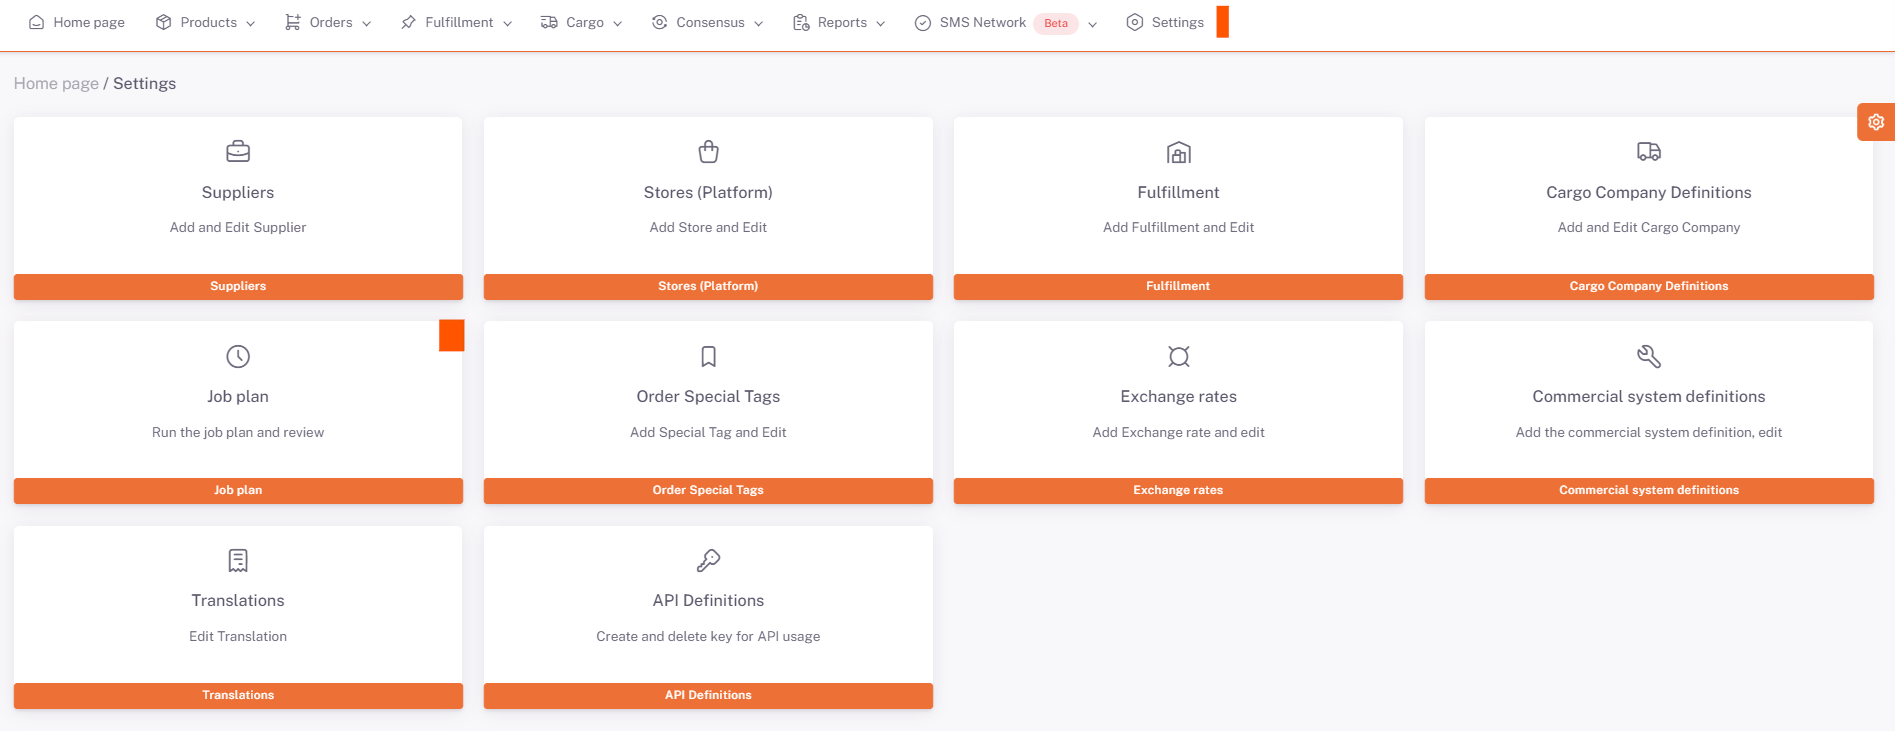 Home page Products Orders Fulfillment Cargo Consensus Reports SMS Network Beta Settings
Home page / Settings
Suppliers
Add and Edit Supplier
Suppliers
Stores (Platform)
Add Store and Edit
Stores (Platform)
Fulfillment
Add Fulfillment and Edit
Fulfillment
Cargo Company Definitions
Add and Edit Cargo Company
Cargo Company Definitions
Job plan
Run the job plan and review
Job plan
Order Special Tags
Add Special Tag and Edit
Order Special Tags
Exchange rates
Add Exchange rate and edit
Exchange rates
Commercial system definitions
Add the commercial system definition, edit
Commercial system definitions
Translations
Edit Translation
Translations
API Definitions
Create and delete key for API usage
API Definitions